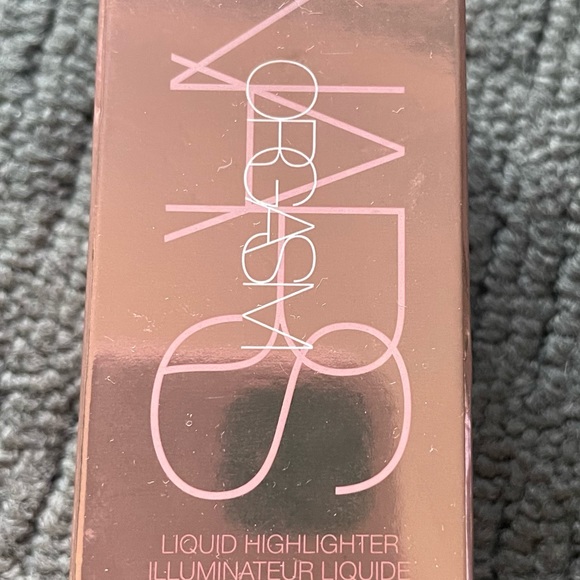 NARS
ORGASM
LIQUID HIGHLIGHTER
ILLUMINATEUR LIQUIDE